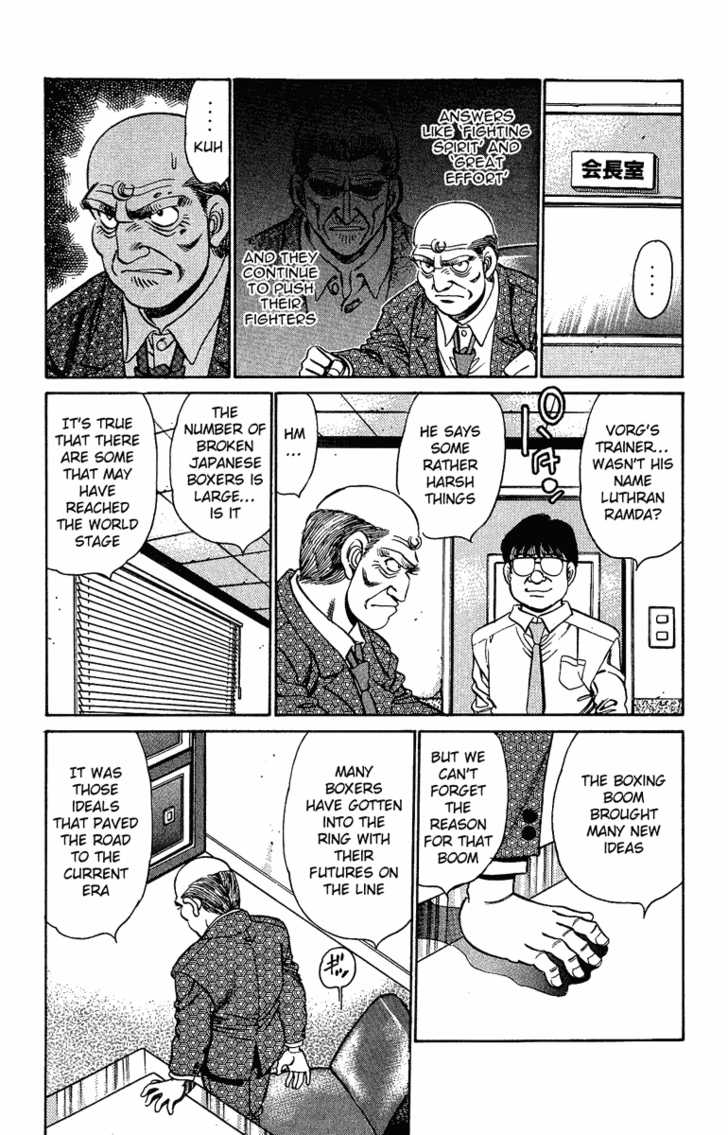 会長室
...
ANSWERS
LIKE 'FIGHTING
SPIRIT' AND
'GREAT
EFFORT'
AND THEY
CONTINUE
TO PUSH
THEIR
FIGHTERS
...
KUH
VORG'S
TRAINER...
WASN'T HIS
NAME
LUTHRAN
RAMDA?
HE SAYS
SOME
RATHER
HARSH
THINGS
HM
...
THE
NUMBER OF
BROKEN
JAPANESE
BOXERS IS
LARGE...
IS IT
IT'S TRUE
THAT THERE
ARE SOME
THAT MAY
HAVE
REACHED
THE WORLD
STAGE
THE BOXING
BOOM
BROUGHT
MANY NEW
IDEAS
BUT WE
CAN'T
FORGET
THE
REASON
FOR THAT
BOOM
MANY
BOXERS
HAVE GOTTEN
INTO THE
RING WITH
THEIR
FUTURES ON
THE LINE
ギッ
IT WAS
THOSE
IDEALS
THAT PAVED
THE ROAD
TO THE
CURRENT
ERA